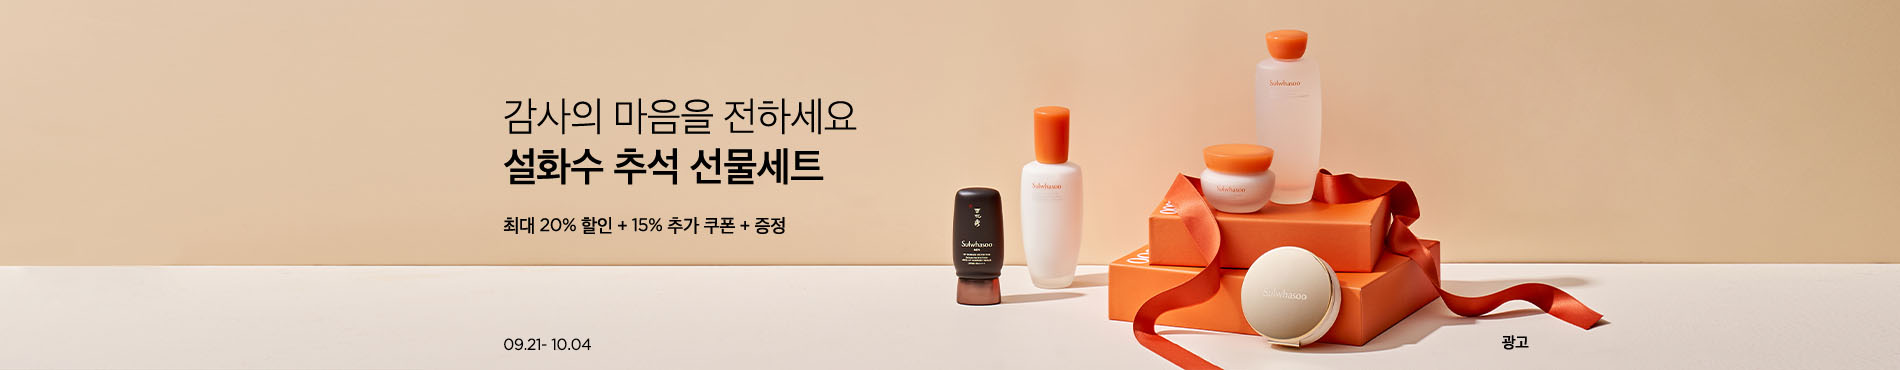 감사의 마음을 전하세요
설화수 추석 선물세트
최대 20% 할인 + 15% 추가 쿠폰 + 증정
09.21- 10.04
Sulwhasoo
Sulwhasoo
Sulwhasoo
Sulwhasoo
MEN
Sulwhasoo
광고